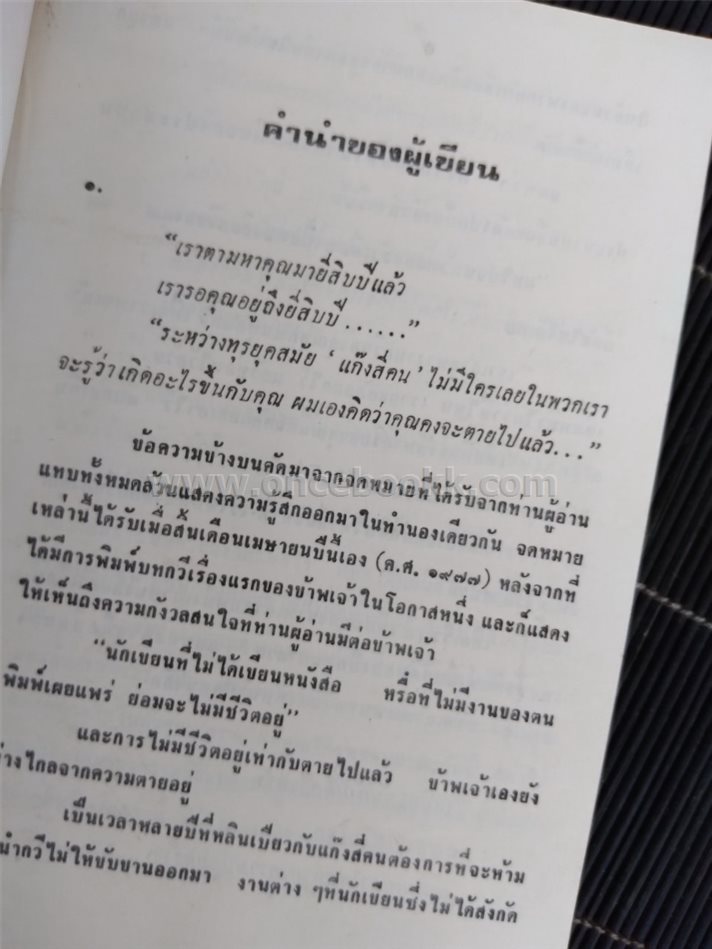 คำนำของผู้เขียน
๑.
“เราตามหาคุณมายี่สิบปีแล้ว
เรารอคุณอยู่ถึงยี่สิบปี......”
“ระหว่างทุรยุคสมัย ‘แก๊งสี่คน’ ไม่มีใครเลยในพวกเรา
จะรู้ว่าเกิดอะไรขึ้นกับคุณ ผมเองคิดว่าคุณคงจะตายไปแล้ว...”
ข้อความข้างบนคัดมาจากจดหมายที่ได้รับจากท่านผู้อ่าน
แทบทั้งหมดล้วนแสดงความรู้สึกออกมาในทำนองเดียวกัน จดหมาย
www.oncebookk.com
เหล่านี้ได้รับเมื่อสิ้นเดือนเมษายนปีนี้เอง (ค.ศ. ๑๙๗๗) หลังจากที่
ได้มีการพิมพ์บทกวีเรื่องแรกของข้าพเจ้าในโอกาสหนึ่ง และก็แสดง
ให้เห็นถึงความกังวลสนใจที่ท่านผู้อ่านมีต่อข้าพเจ้า
“นักเขียนที่ไม่ได้เขียนหนังสือ หรือที่ไม่มีงานของตน
พิมพ์เผยแพร่ ย่อมจะไม่มีชีวิตอยู่”
และการไม่มีชีวิตอยู่เท่ากับตายไปแล้ว ข้าพเจ้าเองยัง
ห่างไกลจากความตายอยู่
เป็นเวลาหลายปีที่หลินเปียวกับแก๊งสี่คนต้องการที่จะห้าม
นำกวีไม่ให้ขับขานออกมา งานต่าง ๆที่นักเขียนซึ่งไม่ได้สังกัด